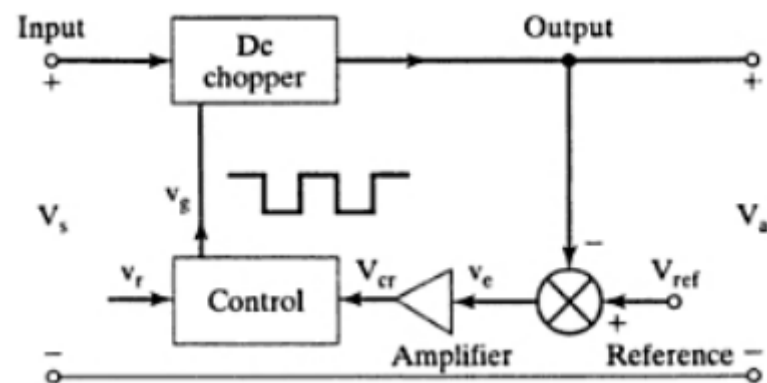 Input
Dc
chopper
Output
+
+
v_g
V_s
V_a
−
v_r
Control
V_cr
v_e
V_ref
+
Amplifier
Reference
−
−